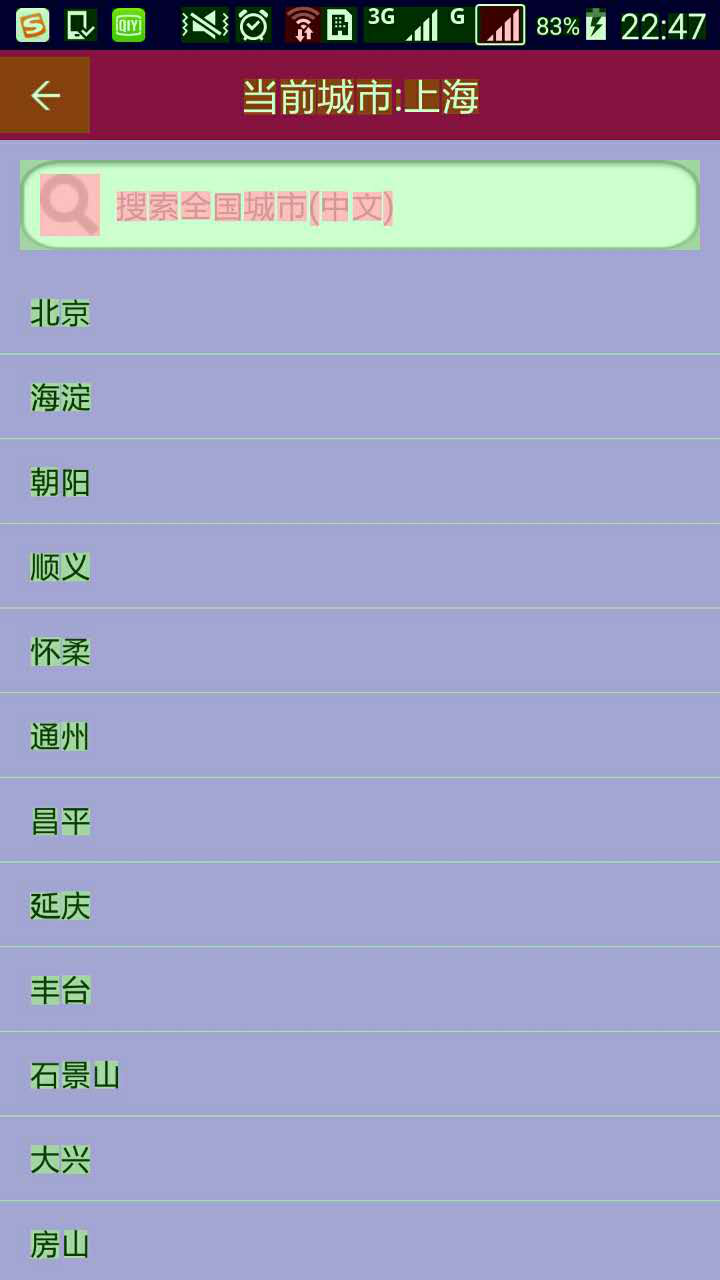 QIY 3G G 83% 22:47
当前城市:上海
搜索全国城市(中文)
北京
海淀
朝阳
顺义
怀柔
通州
昌平
延庆
丰台
石景山
大兴
房山